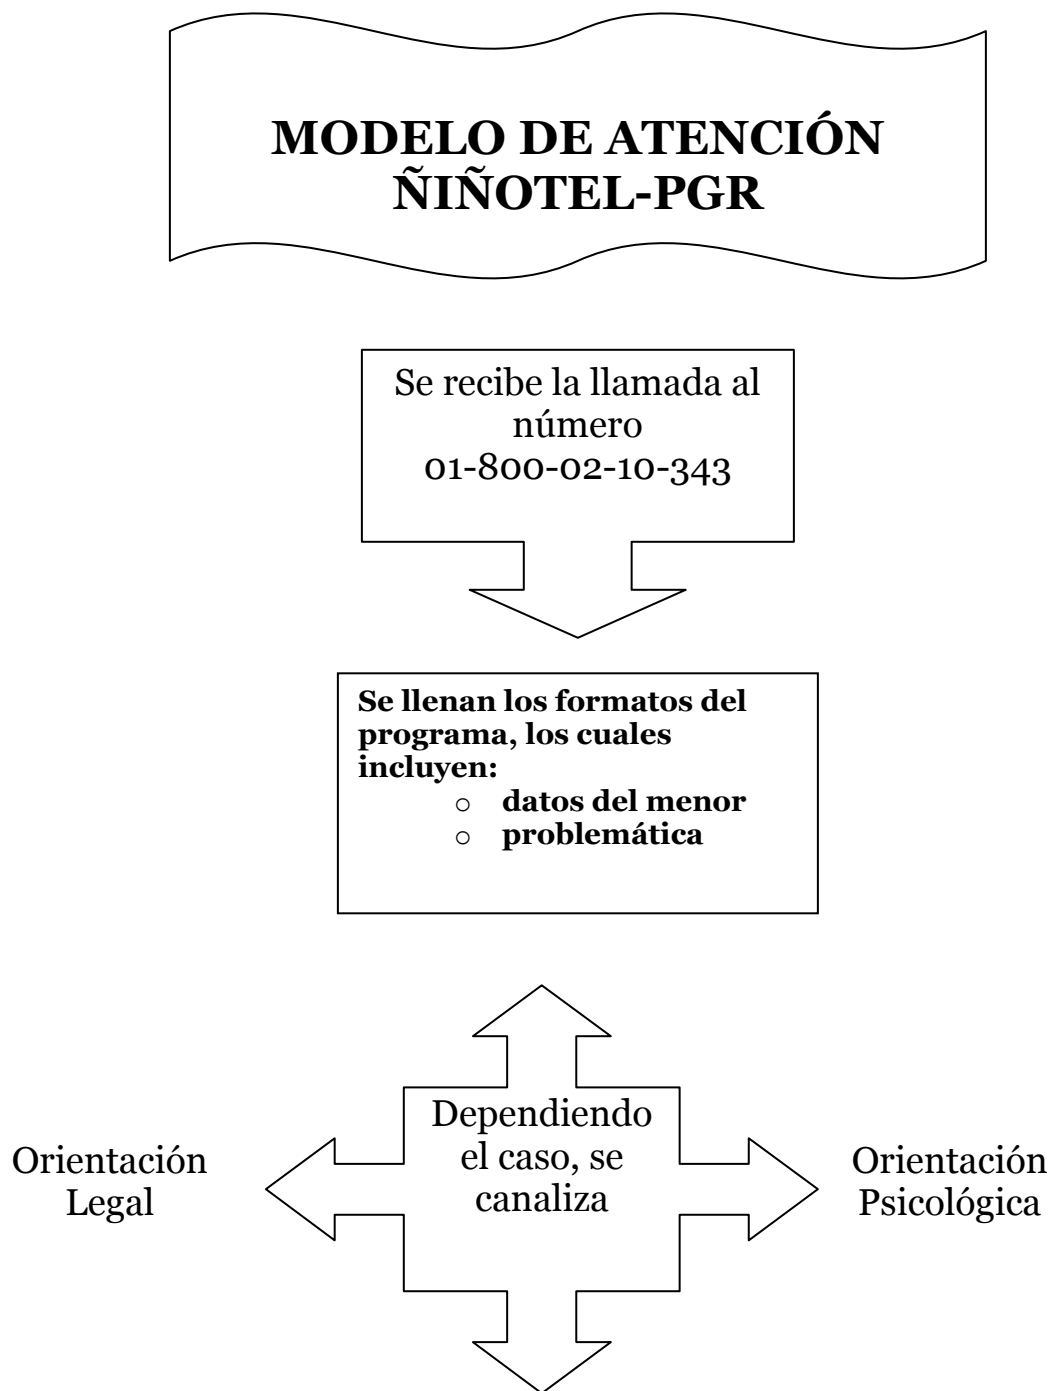 MODELO DE ATENCIÓN
ÑIÑOTEL-PGR
Se recibe la llamada al
número
01-800-02-10-343
Se llenan los formatos del
programa, los cuales
incluyen:
o datos del menor
o problemática
Dependiendo
el caso, se
canaliza
Orientación
Legal
Orientación
Psicológica